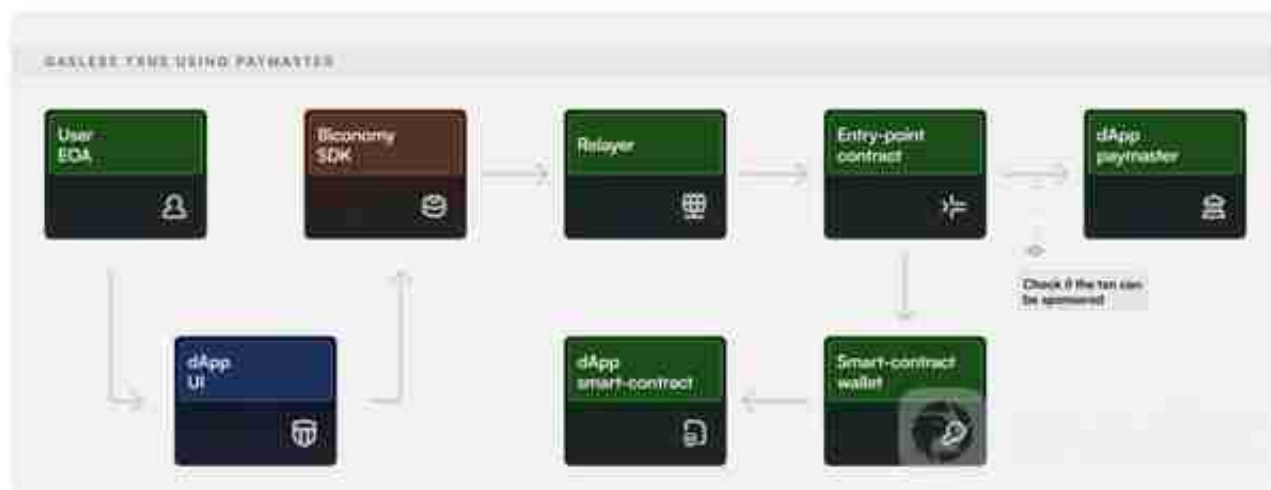 GASLESS TXNS USING PAYMASTER
User
EOA
Biconomy
SDK
Relayer
Entry-point
contract
dApp
paymaster
Check if the txn can
be sponsored
dApp
UI
dApp
smart-contract
Smart-contract
wallet